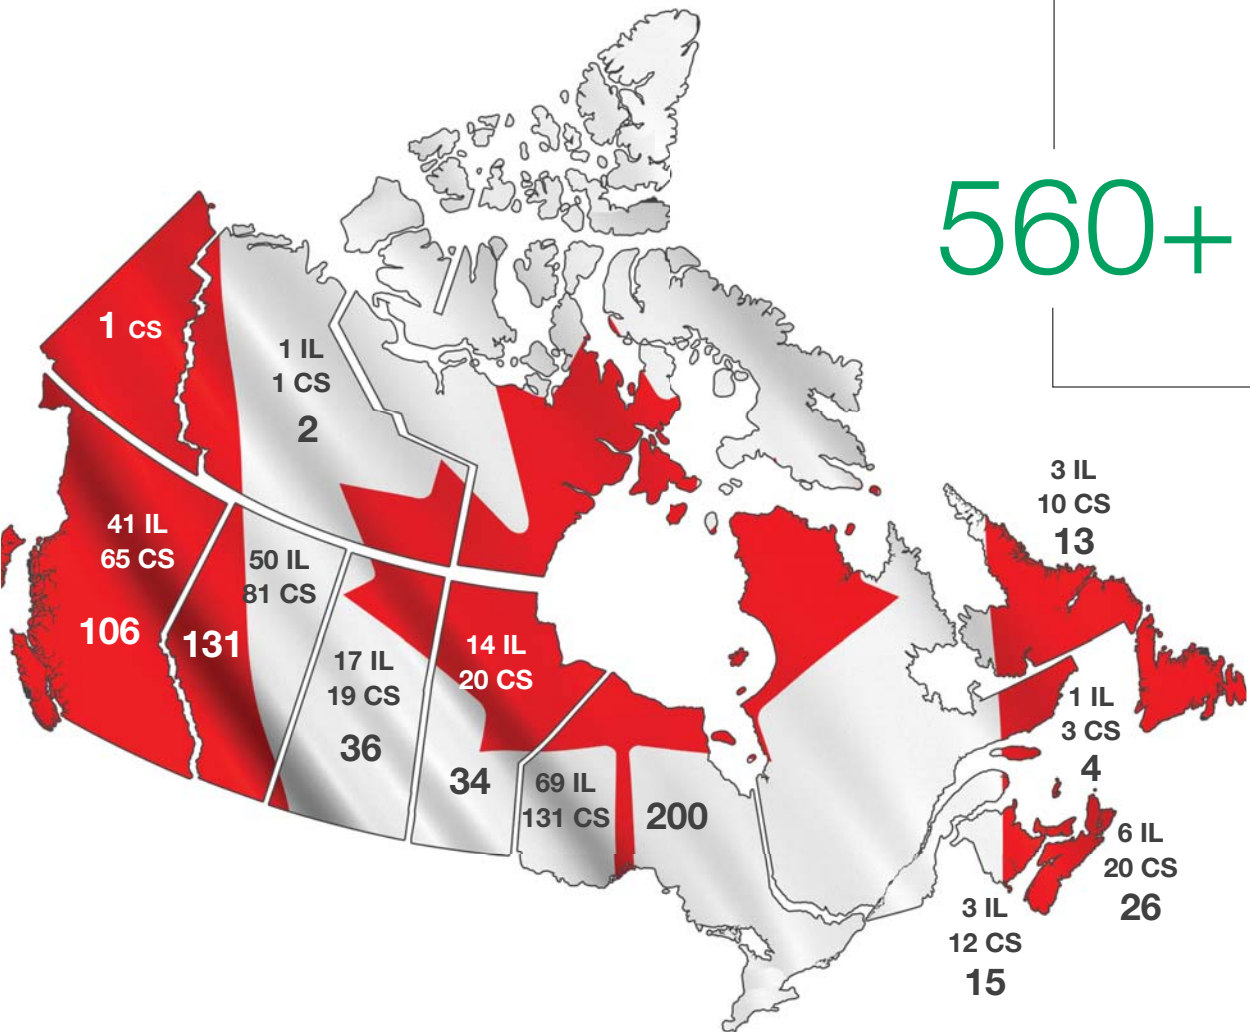 560+
1 CS
1 IL
1 CS
2
41 IL
65 CS
106
50 IL
81 CS
131
17 IL
19 CS
36
14 IL
20 CS
34
69 IL
131 CS
200
3 IL
10 CS
13
1 IL
3 CS
4
6 IL
20 CS
26
3 IL
12 CS
15